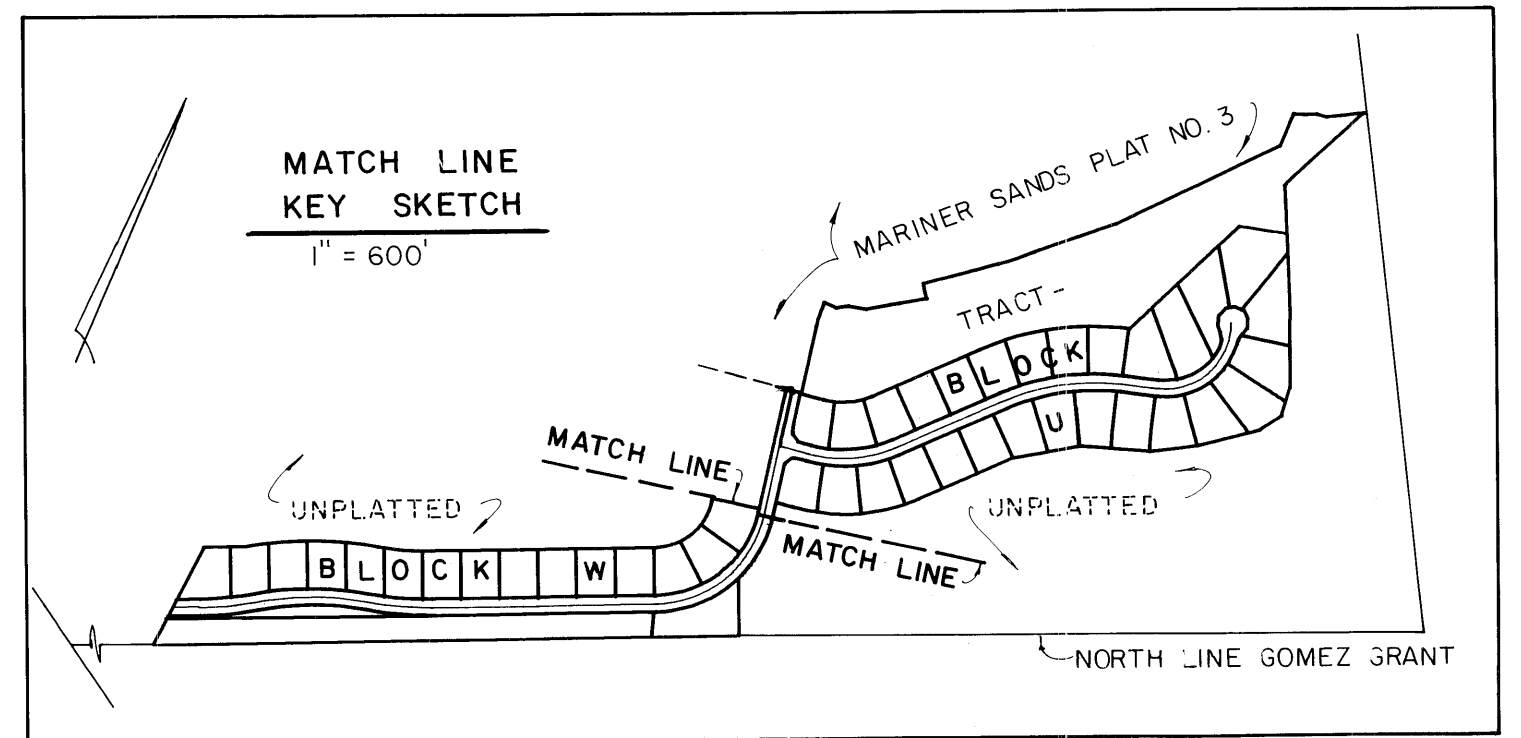 MATCH LINE
KEY SKETCH
1" = 600'
MARINER SANDS PLAT NO. 3
TRACT-
BLOCK
U
MATCH LINE
UNPLATTED
UNPLATTED
MATCH LINE
BLOCK W
NORTH LINE GOMEZ GRANT